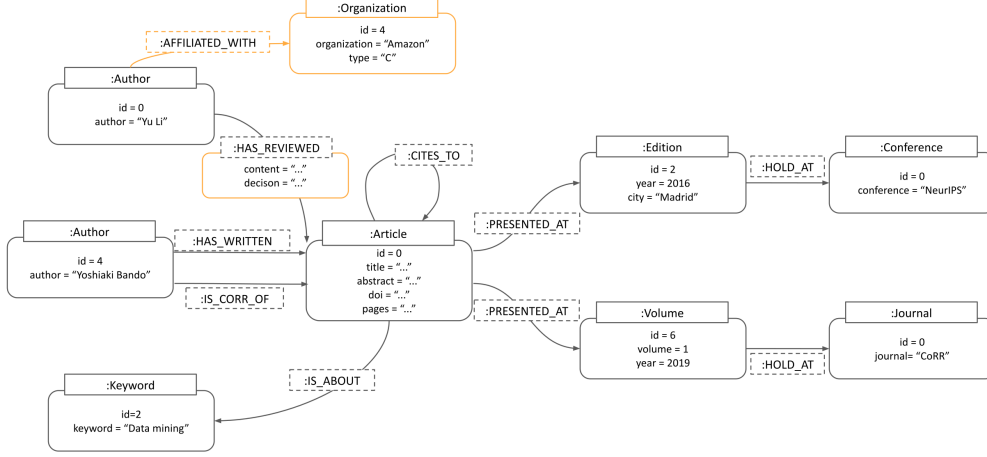 :Organization
id = 4
organization = “Amazon”
type = “C”
:AFFILIATED_WITH
:Author
id = 0
author = “Yu Li”
:HAS_REVIEWED
content = “...”
decison = “...”
:CITES_TO
:Edition
id = 2
year = 2016
city = “Madrid”
:HOLD_AT
:Conference
id = 0
conference = “NeurIPS”
:Author
id = 4
author = “Yoshiaki Bando”
:HAS_WRITTEN
:IS_CORR_OF
:Article
id = 0
title = “...”
abstract = “...”
doi = “...”
pages = “...”
:PRESENTED_AT
:PRESENTED_AT
:Volume
id = 6
volume = 1
year = 2019
:HOLD_AT
:Journal
id = 0
journal= “CoRR”
:IS_ABOUT
:Keyword
id=2
keyword = “Data mining”